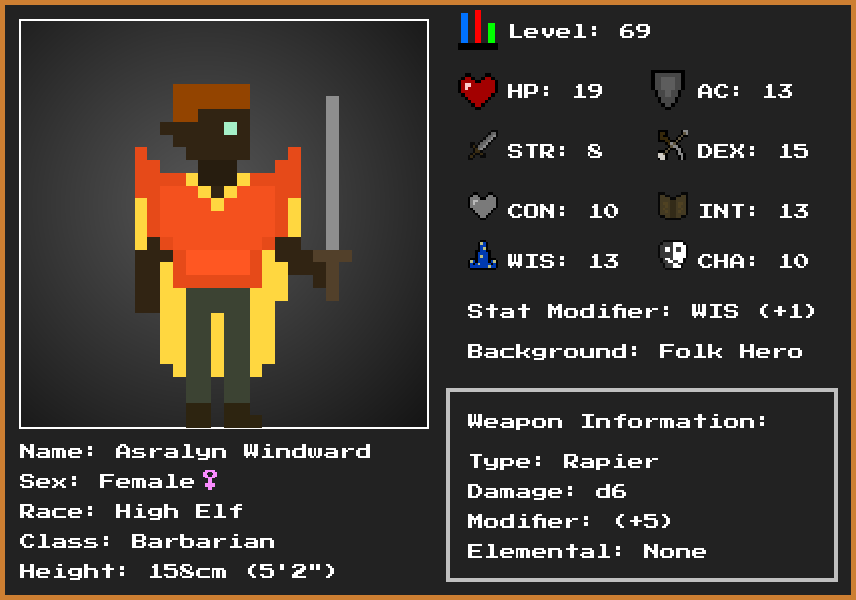 Level: 69
HP: 19 AC: 13
STR: 8 DEX: 15
CON: 10 INT: 13
WIS: 13 CHA: 10
Stat Modifier: WIS (+1)
Background: Folk Hero
Weapon Information:
Type: Rapier
Damage: d6
Modifier: (+5)
Elemental: None
Name: Asralyn Windward
Sex: Female♀
Race: High Elf
Class: Barbarian
Height: 158cm (5'2")